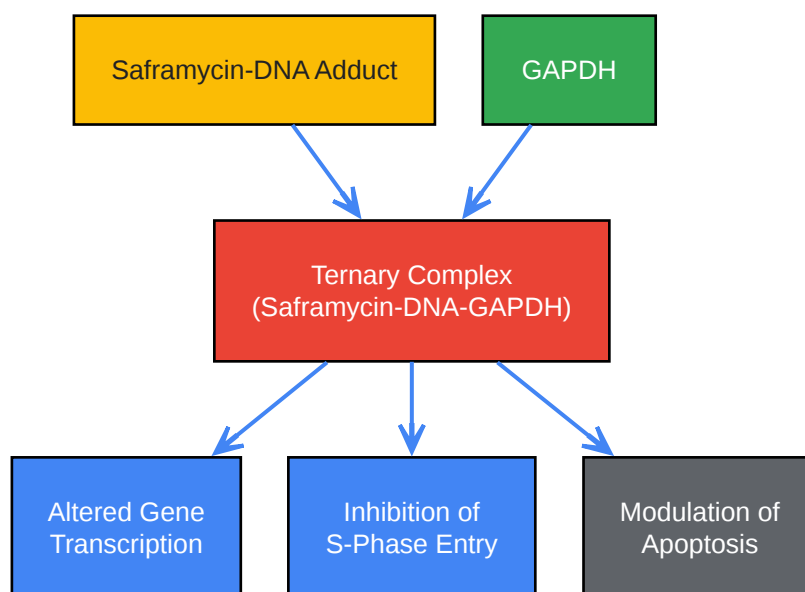 Saframycin-DNA Adduct
GAPDH
Ternary Complex
(Saframycin-DNA-GAPDH)
Altered Gene
Transcription
Inhibition of
S-Phase Entry
Modulation of
Apoptosis